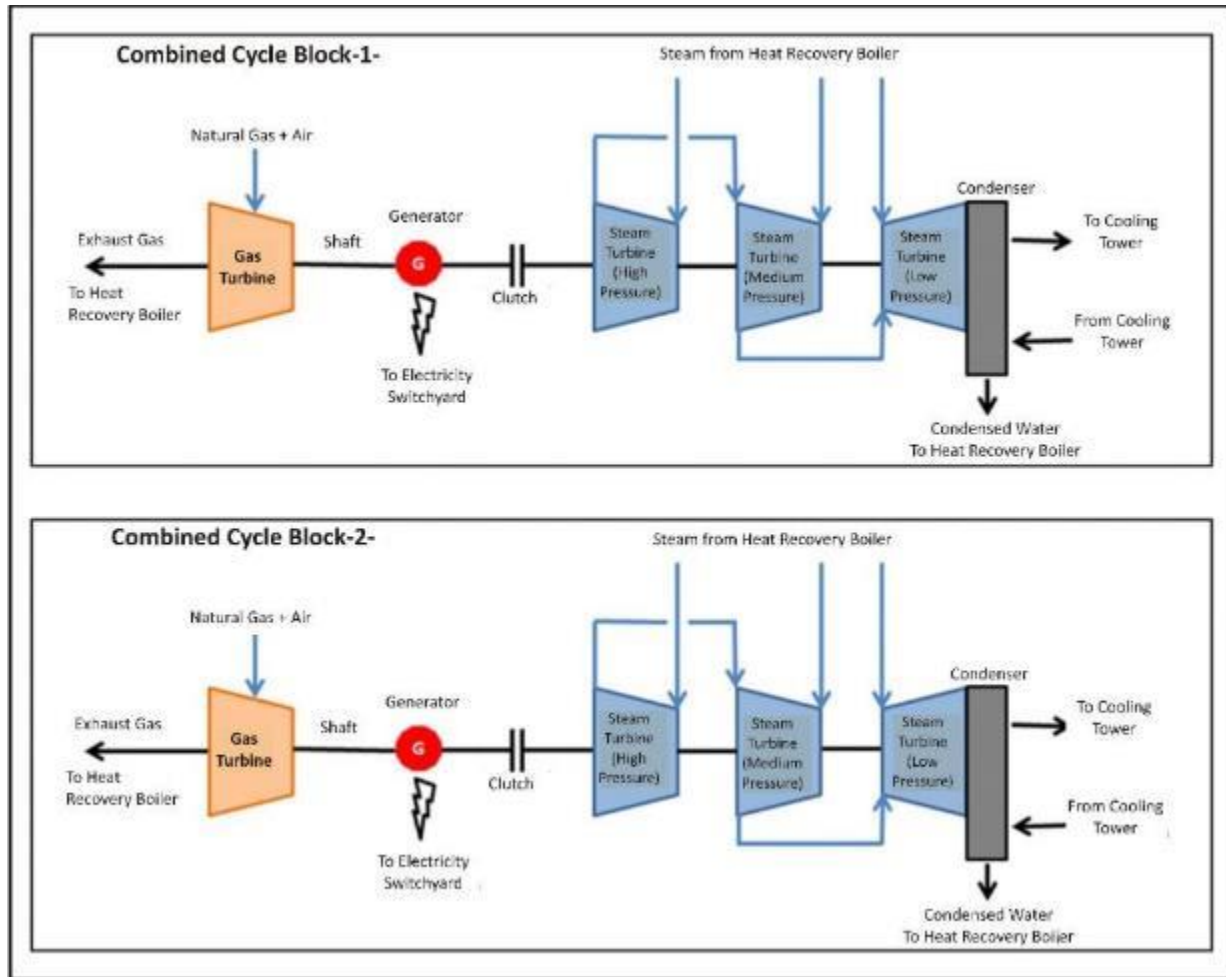 Combined Cycle Block-1-
Steam from Heat Recovery Boiler
Natural Gas + Air
Condenser
Generator
To Cooling
Tower
Exhaust Gas
Shaft
Gas
Turbine
G
Steam
Turbine
(High
Pressure)
Steam
Turbine
(Medium
Pressure)
Steam
Turbine
(Low
Pressure)
To Heat
Recovery Boiler
Clutch
From Cooling
Tower
To Electricity
Switchyard
Condensed Water
To Heat Recovery Boiler
Combined Cycle Block-2-
Steam from Heat Recovery Boiler
Natural Gas + Air
Condenser
Generator
To Cooling
Tower
Exhaust Gas
Shaft
Gas
Turbine
G
Steam
Turbine
(High
Pressure)
Steam
Turbine
(Medium
Pressure)
Steam
Turbine
(Low
Pressure)
To Heat
Recovery Boiler
Clutch
From Cooling
Tower
To Electricity
Switchyard
Condensed Water
To Heat Recovery Boiler